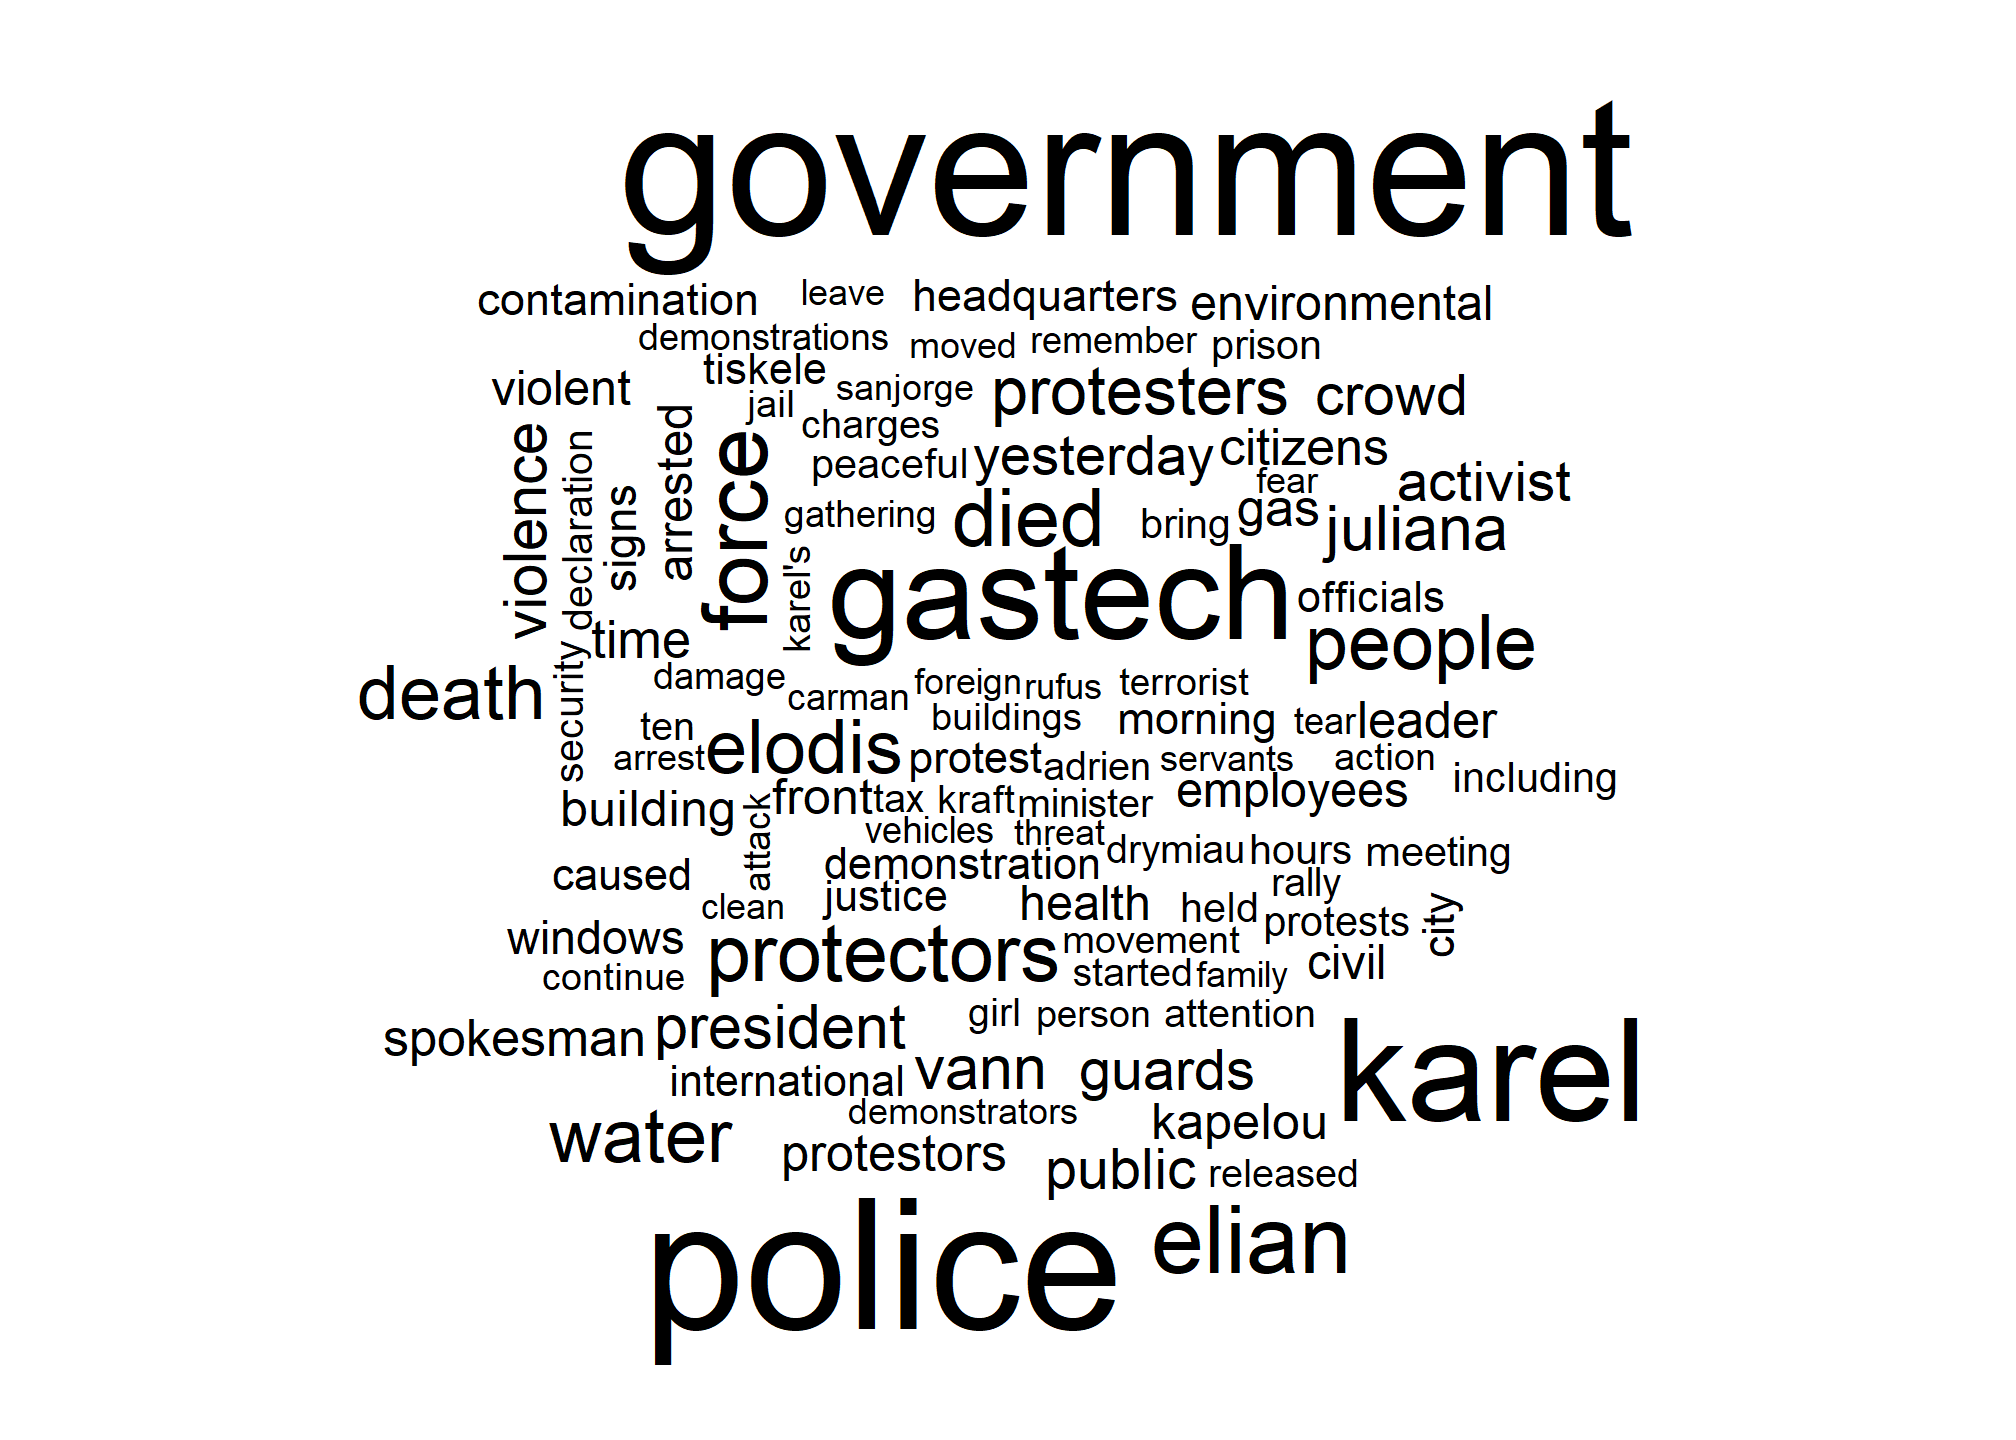 government
contamination leave headquarters environmental
demonstrations moved remember prison
tiskele
violent sanjorge protesters crowd
jail
charges
arrested
yesterday citizens
peaceful
fear
activist
violence
declaration
signs
force
gathering died bring gas juliana
karel's
gastech
officials
time people
security
death damage carman foreign rufus terrorist
ten buildings morning tear leader
arrest elodis protest adrien servants action
including
building front tax kraft minister employees
attack
vehicles threat
caused demonstration drymiau hours meeting
justice rally
clean health held
protests
city
windows protectors movement
continue started family civil
girl person attention
spokesman president karel
international vann guards
demonstrators kapelou
water protestors public released
police elian